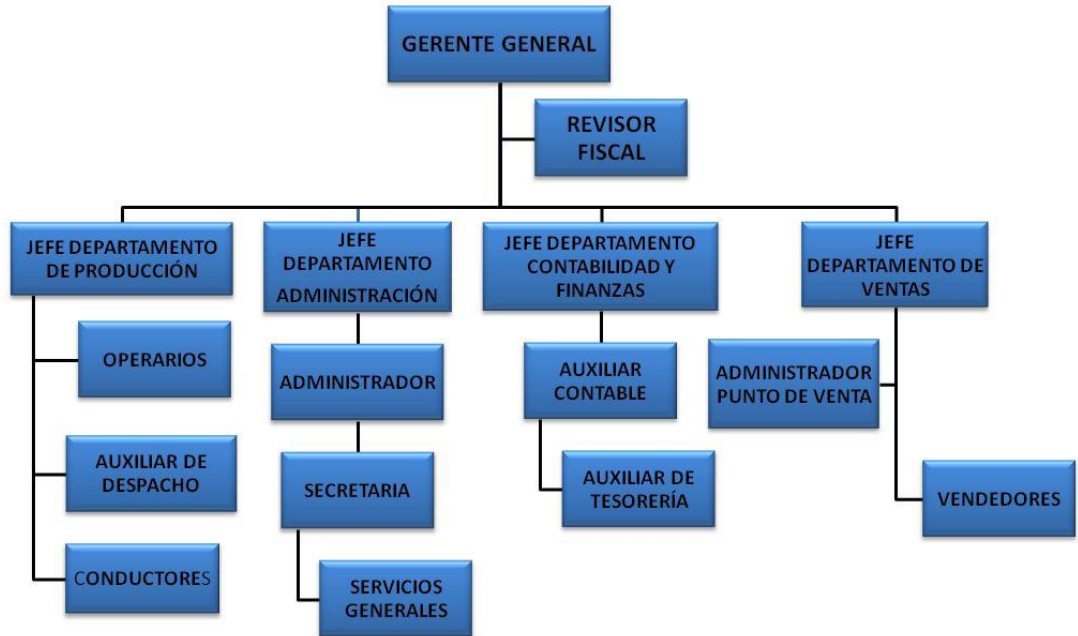 GERENTE GENERAL
REVISOR
FISCAL
JEFE DEPARTAMENTO
DE PRODUCCIÓN
JEFE
DEPARTAMENTO
ADMINISTRACIÓN
JEFE DEPARTAMENTO
CONTABILIDAD Y
FINANZAS
JEFE
DEPARTAMENTO DE
VENTAS
OPERARIOS
ADMINISTRADOR
AUXILIAR
CONTABLE
ADMINISTRADOR
PUNTO DE VENTA
AUXILIAR DE
DESPACHO
SECRETARIA
AUXILIAR DE
TESORERÍA
VENDEDORES
CONDUCTORES
SERVICIOS
GENERALES